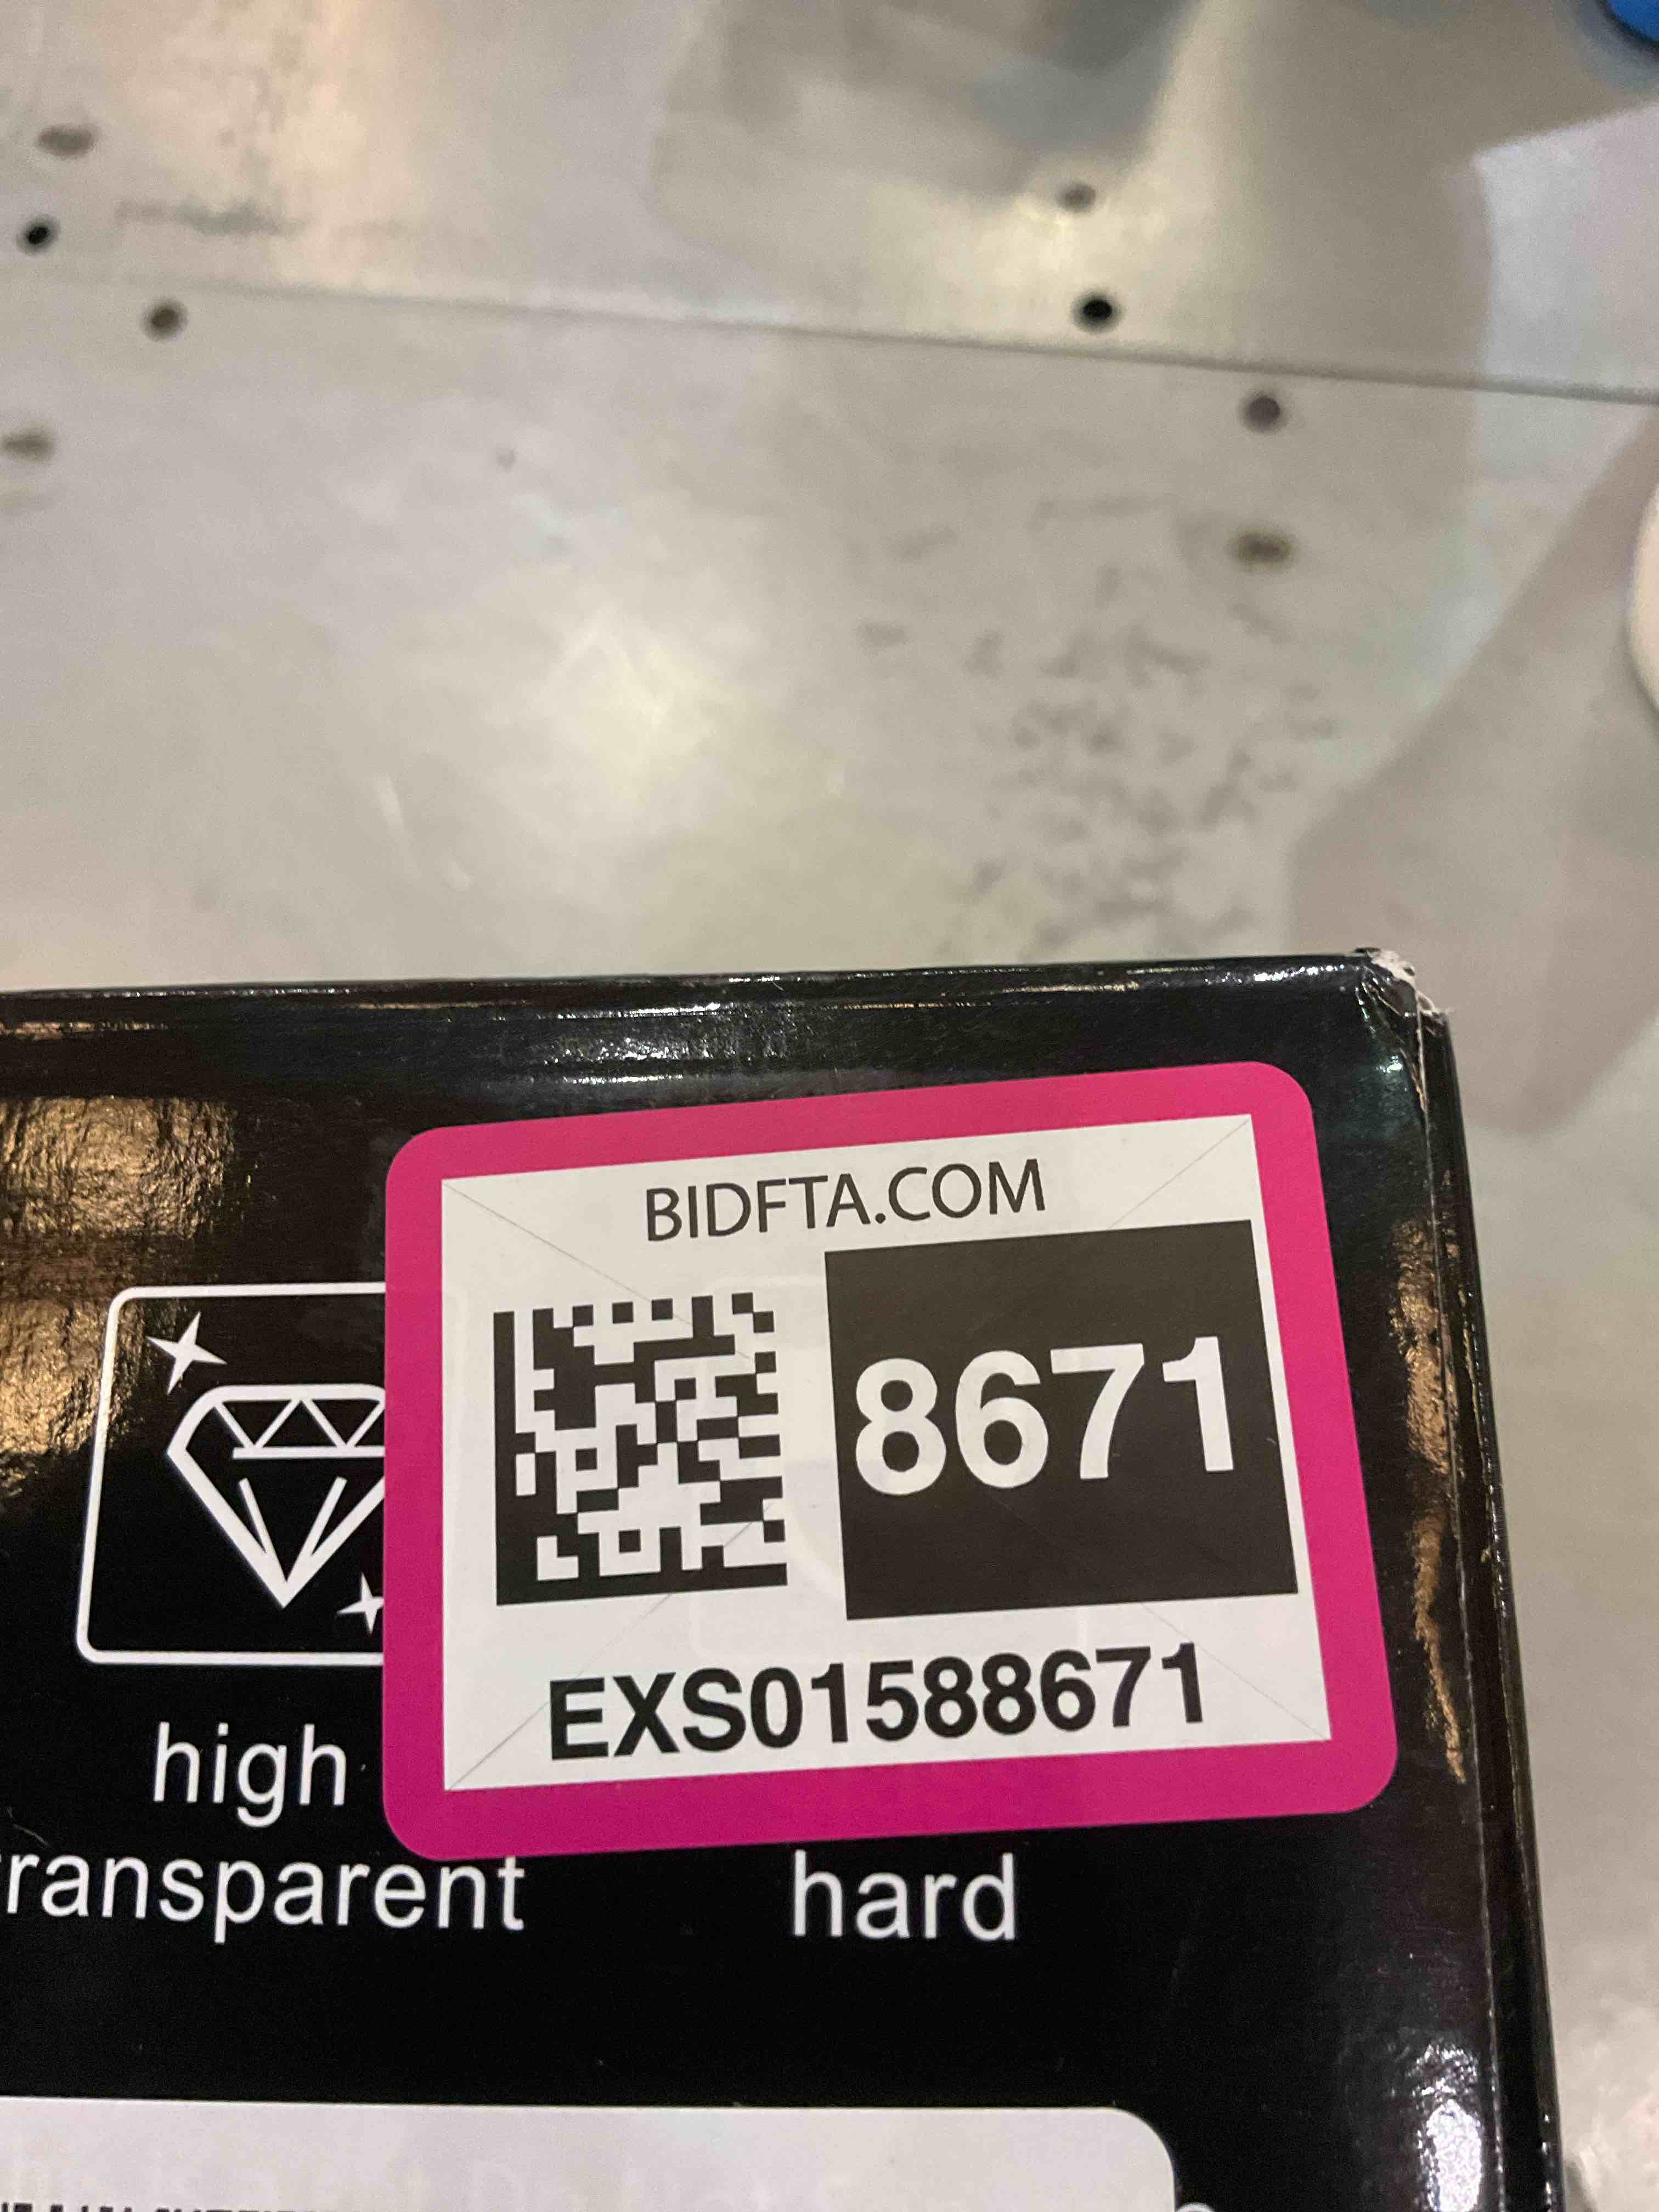 BIDFTA.COM
8671
EXS01588671
high
ransparent
hard